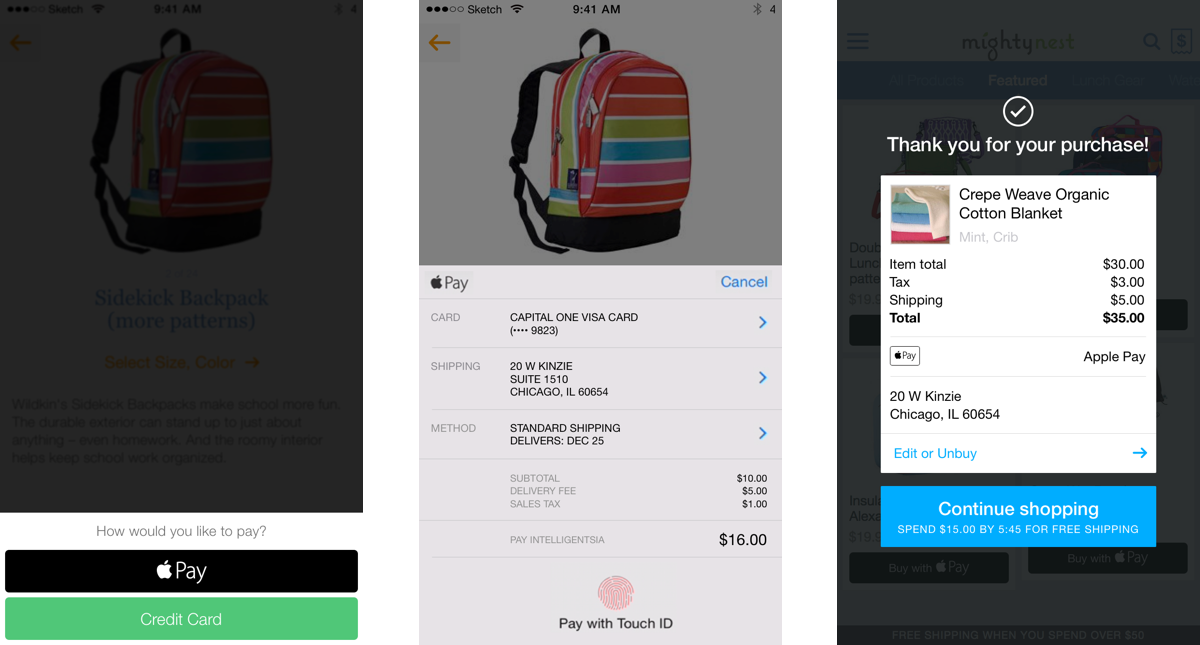 Sketch 9:41 AM 4
Sidekick Backpack
(more patterns)
Select Size, Color →
Wildkin's Sidekick Backpacks make school more fun.
The durable exterior can stand up to just about
anything – even homework. And the roomy interior
helps keep school work organized.
How would you like to pay?
Pay
Credit Card
Sketch 9:41 AM 4
Pay Cancel
CARD CAPITAL ONE VISA CARD
(•••• 9823)
SHIPPING 20 W KINZIE
SUITE 1510
CHICAGO, IL 60654
METHOD STANDARD SHIPPING
DELIVERS: DEC 25
SUBTOTAL $10.00
DELIVERY FEE $5.00
SALES TAX $1.00
PAY INTELLIGENTSIA $16.00
Pay with Touch ID
mightynest $
All Products Featured Lunch Gear
Thank you for your purchase!
Crepe Weave Organic
Cotton Blanket
Mint, Crib
Item total $30.00
Tax $3.00
Shipping $5.00
Total $35.00
Pay Apple Pay
20 W Kinzie
Chicago, IL 60654
Edit or Unbuy →
Continue shopping
SPEND $15.00 BY 5:45 FOR FREE SHIPPING
Buy with Pay
Buy with Pay
FREE SHIPPING WHEN YOU SPEND OVER $50